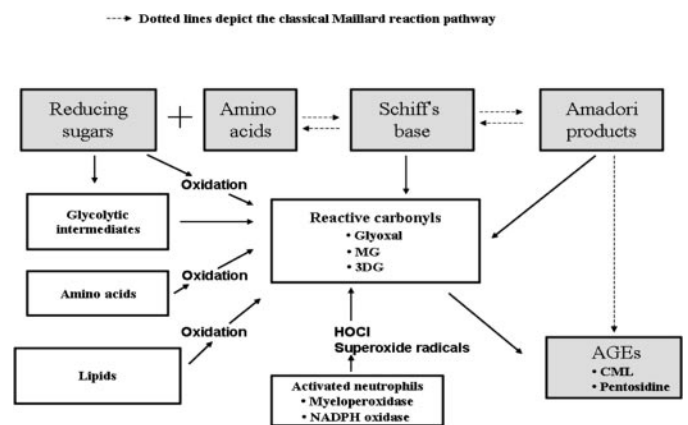 Dotted lines depict the classical Maillard reaction pathway
Reducing
sugars
+
Amino
acids
Schiff's
base
Amadori
products
Oxidation
Glycolytic
intermediates
Reactive carbonyls
• Glyoxal
• MG
• 3DG
Oxidation
Amino acids
Oxidation
HOCl
Superoxide radicals
Lipids
Activated neutrophils
• Myeloperoxidase
• NADPH oxidase
AGEs
• CML
• Pentosidine